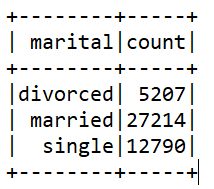 +--------+-----+
| marital|count|
+--------+-----+
|divorced| 5207|
| married|27214|
|  single|12790|
+--------+-----+